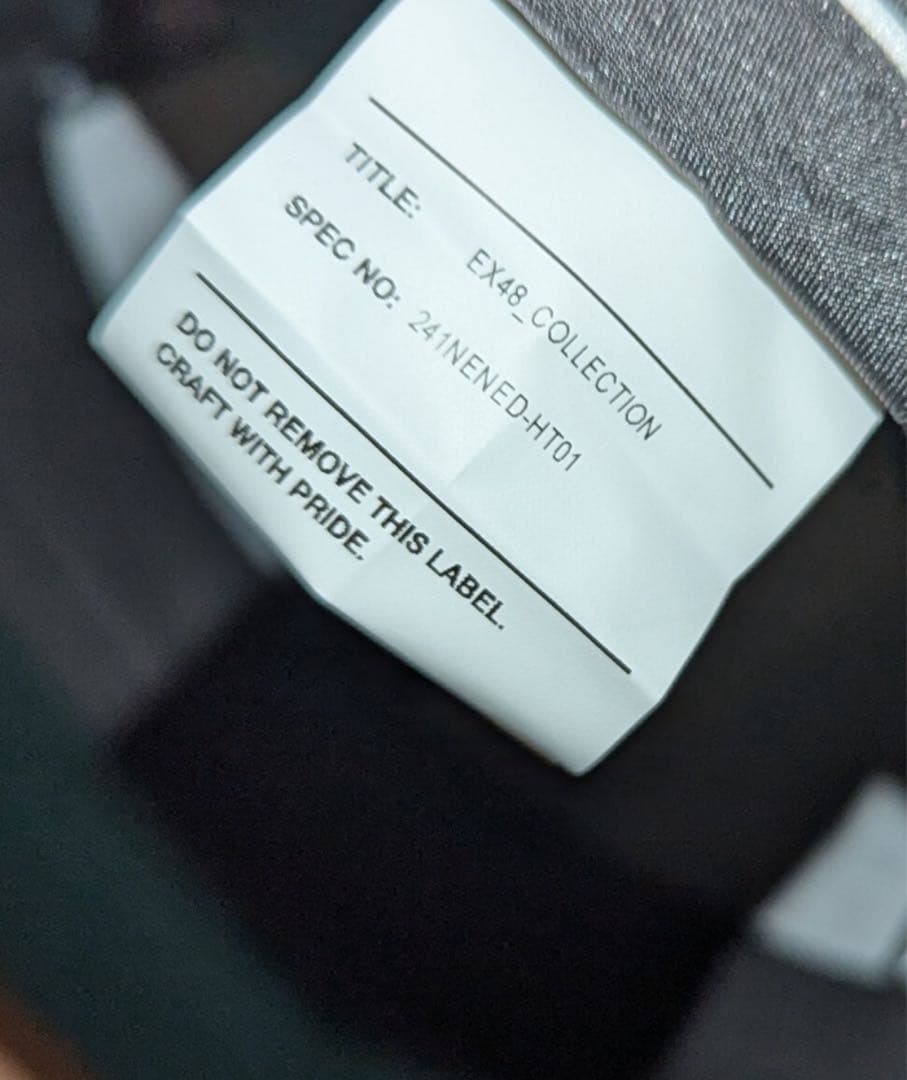 TITLE: EX48_COLLECTION
SPEC NO: 241NENED-HT01
DO NOT REMOVE THIS LABEL.
CRAFT WITH PRIDE.